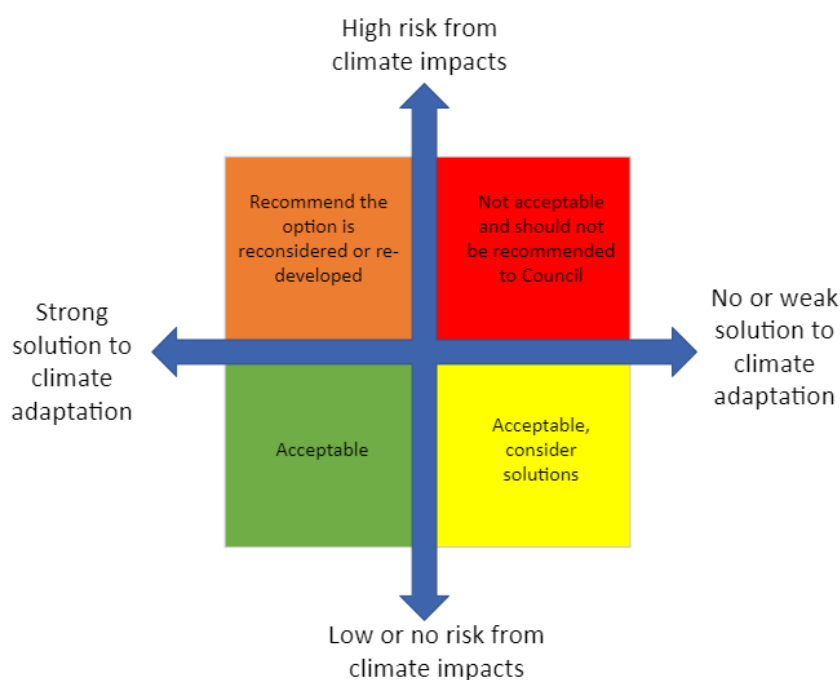 High risk from
climate impacts
Recommend the
option is
reconsidered or re-
developed
Not acceptable
and should not
be recommended
to Council
Strong
solution to
climate
adaptation
No or weak
solution to
climate
adaptation
Acceptable
Acceptable,
consider
solutions
Low or no risk from
climate impacts